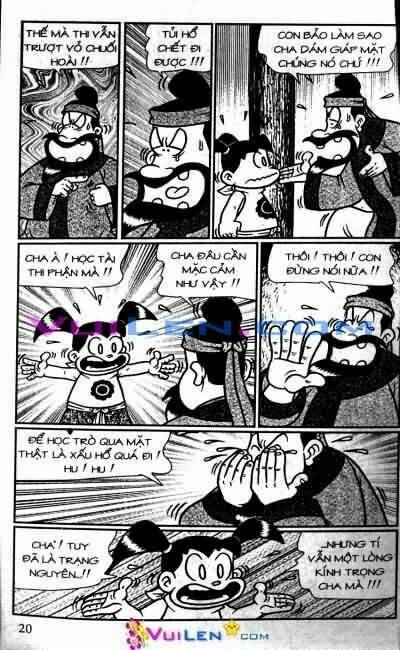 THẾ MÀ THI VẪN
TRƯỢT VỎ CHUỐI
HOÀI !!
TỦI HỔ
CHẾT ĐI
ĐƯỢC !!!
CON BẢO LÀM SAO
CHA DÁM GIÁP MẶT
CHÚNG NÓ CHỨ !!!
CHA À ! HỌC TÀI
THI PHẬN MÀ !!
CHA ĐÂU CẦN
MẶC CẢM
NHƯ VẬY !!
THÔI ! THÔI ! CON
ĐỪNG NÓI NỮA !!
VuiLen.com
ĐỂ HỌC TRÒ QUA MẶT
THẬT LÀ XẤU HỔ QUÁ ĐI !
HU ! HU !
CHA ! TUY
ĐÃ LÀ TRẠNG
NGUYÊN..!!
...NHƯNG TÍ
VẪN MỘT LÒNG
KÍNH TRỌNG
CHA MÀ !!!
20
VuiLen.com